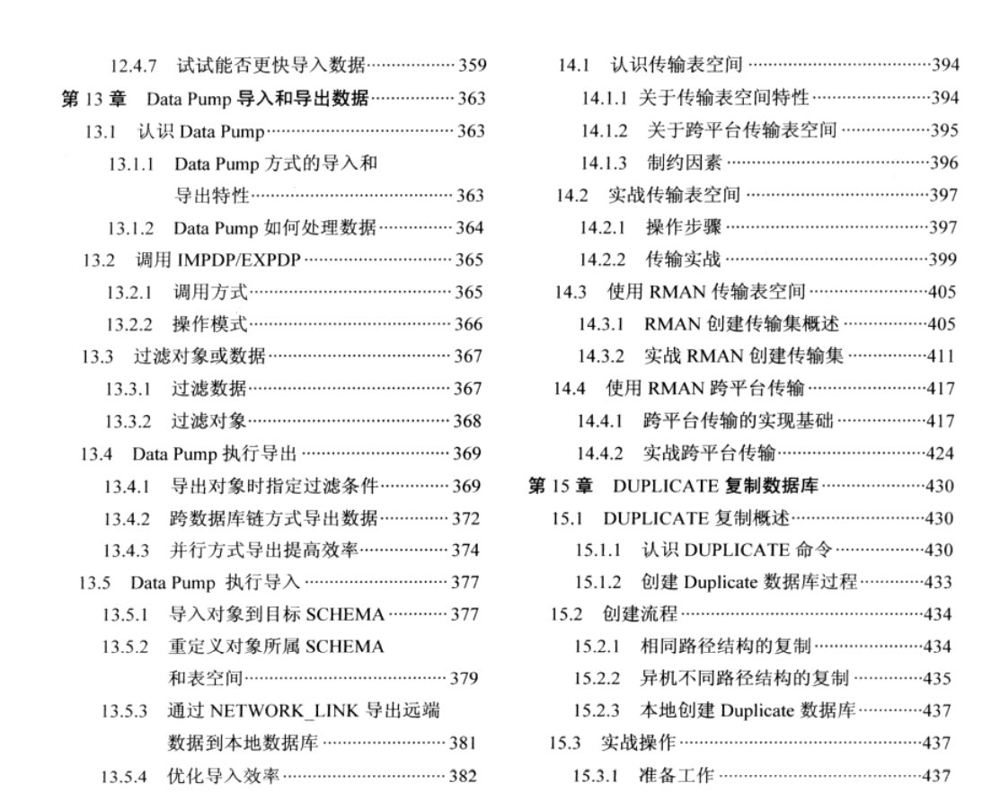 12.4.7 试试能否更快导入数据 359
第 13 章 Data Pump 导入和导出数据 363
13.1 认识 Data Pump 363
13.1.1 Data Pump 方式的导入和
导出特性 363
13.1.2 Data Pump 如何处理数据 364
13.2 调用 IMPDP/EXPDP 365
13.2.1 调用方式 365
13.2.2 操作模式 366
13.3 过滤对象或数据 367
13.3.1 过滤数据 367
13.3.2 过滤对象 368
13.4 Data Pump 执行导出 369
13.4.1 导出对象时指定过滤条件 369
13.4.2 跨数据库链方式导出数据 372
13.4.3 并行方式导出提高效率 374
13.5 Data Pump 执行导入 377
13.5.1 导入对象到目标 SCHEMA 377
13.5.2 重定义对象所属 SCHEMA
和表空间 379
13.5.3 通过 NETWORK_LINK 导出远端
数据到本地数据库 381
13.5.4 优化导入效率 382
14.1 认识传输表空间 394
14.1.1 关于传输表空间特性 394
14.1.2 关于跨平台传输表空间 395
14.1.3 制约因素 396
14.2 实战传输表空间 397
14.2.1 操作步骤 397
14.2.2 传输实战 399
14.3 使用 RMAN 传输表空间 405
14.3.1 RMAN 创建传输集概述 405
14.3.2 实战 RMAN 创建传输集 411
14.4 使用 RMAN 跨平台传输 417
14.4.1 跨平台传输的实现基础 417
14.4.2 实战跨平台传输 424
第 15 章 DUPLICATE 复制数据库 430
15.1 DUPLICATE 复制概述 430
15.1.1 认识 DUPLICATE 命令 430
15.1.2 创建 Duplicate 数据库过程 433
15.2 创建流程 434
15.2.1 相同路径结构的复制 434
15.2.2 异机不同路径结构的复制 435
15.2.3 本地创建 Duplicate 数据库 437
15.3 实战操作 437
15.3.1 准备工作 437